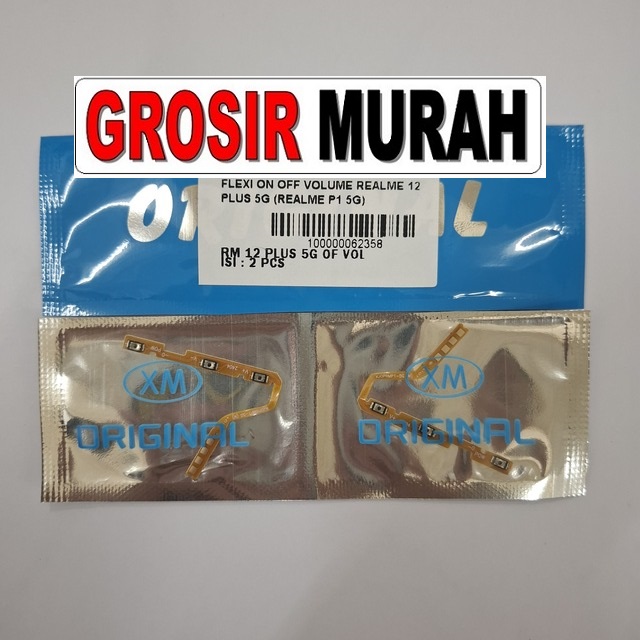 GROSIR MURAH
ORIGINAL
FLEXI ON OFF VOLUME REALME 12
PLUS 5G (REALME P1 5G)
100000062358
RM 12 PLUS 5G OF VOL
ISI : 2 PCS
XM
ORIGINAL
XM
ORIGINAL